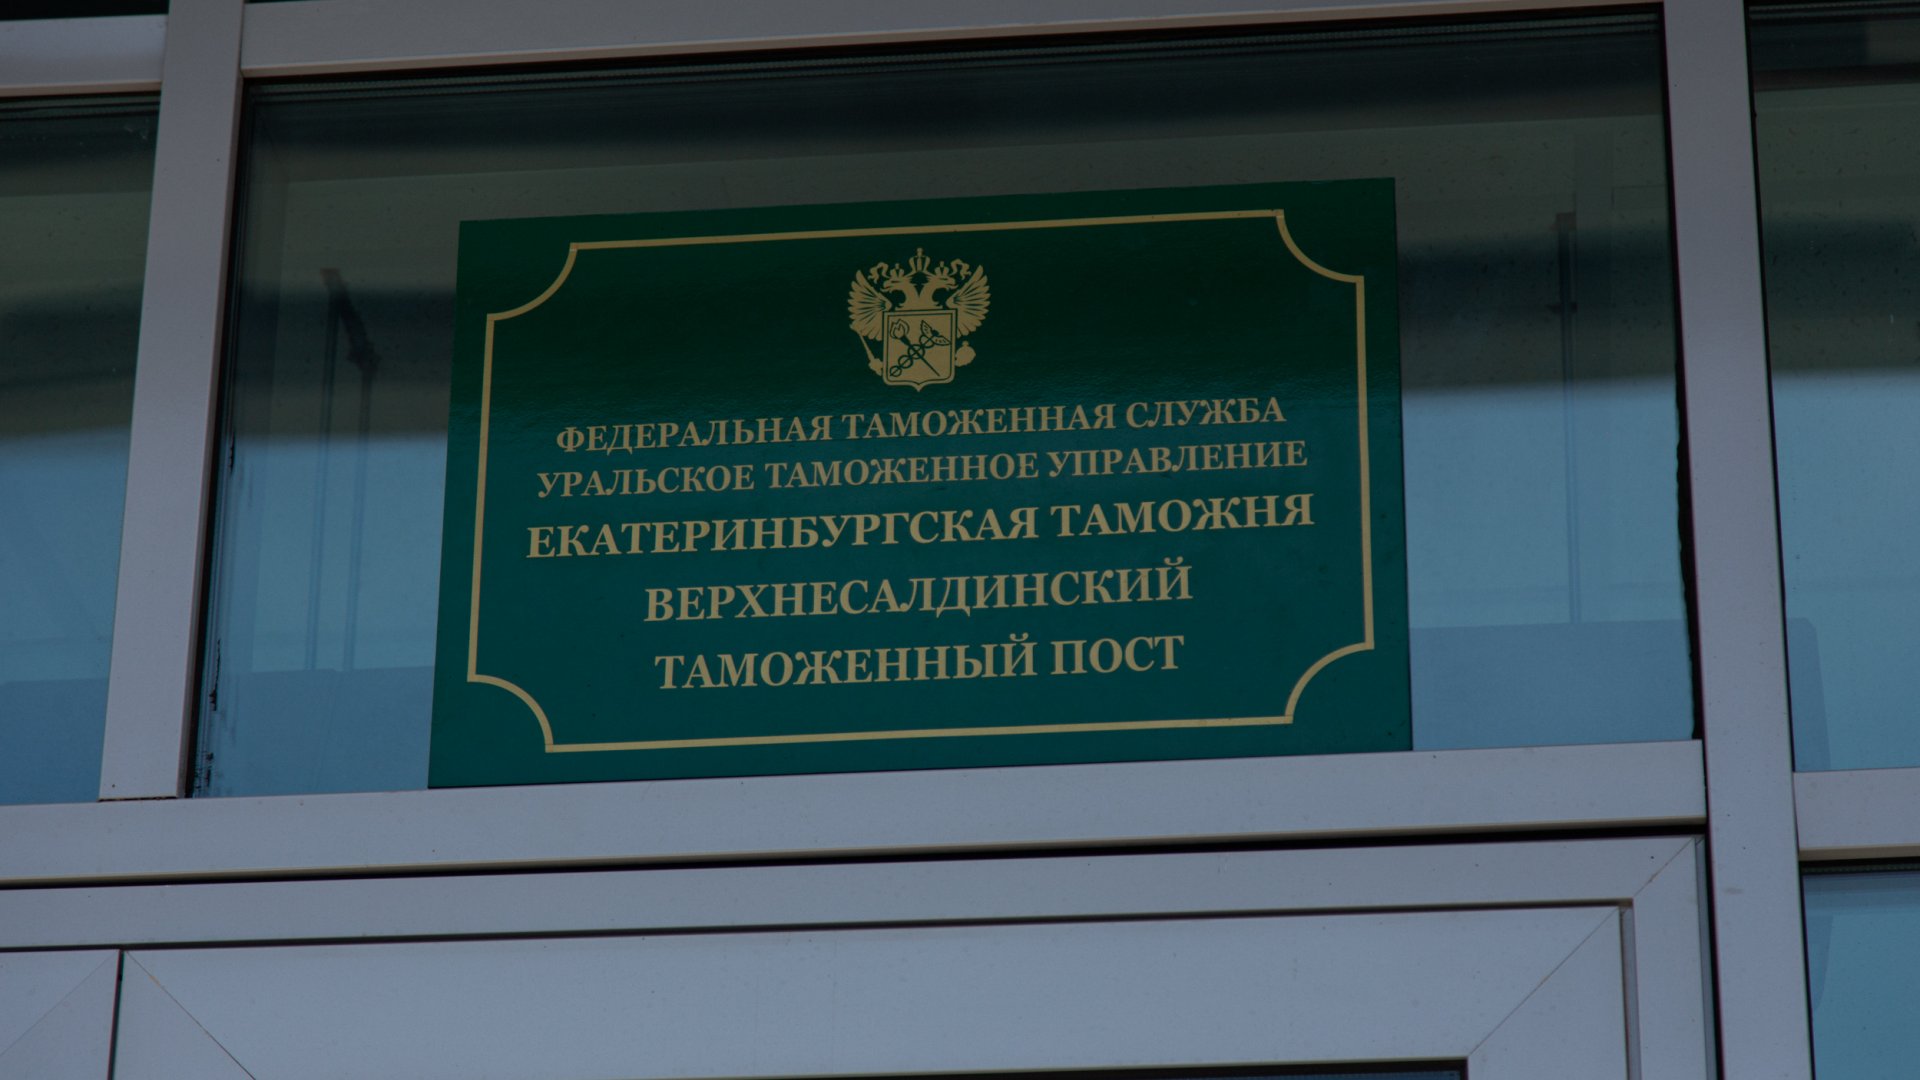 ФЕДЕРАЛЬНАЯ ТАМОЖЕННАЯ СЛУЖБА
УРАЛЬСКОЕ ТАМОЖЕННОЕ УПРАВЛЕНИЕ
ЕКАТЕРИНБУРГСКАЯ ТАМОЖНЯ
ВЕРХНЕСАЛДИНСКИЙ
ТАМОЖЕННЫЙ ПОСТ